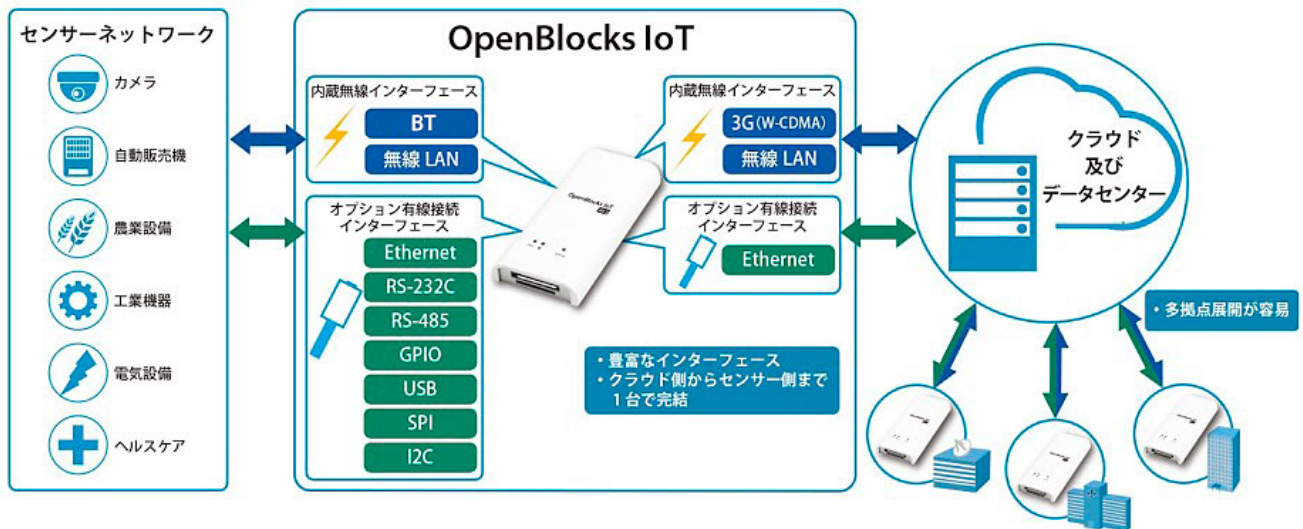 センサーネットワーク
カメラ
自動販売機
農業設備
工業機器
電気設備
ヘルスケア
OpenBlocks IoT
内蔵無線インターフェース
BT
無線 LAN
オプション有線接続
インターフェース
Ethernet
RS-232C
RS-485
GPIO
USB
SPI
I2C
OpenBlocks IoT
内蔵無線インターフェース
3G(W-CDMA)
無線 LAN
オプション有線接続
インターフェース
Ethernet
・豊富なインターフェース
・クラウド側からセンサー側まで
1台で完結
クラウド
及び
データセンター
・多拠点展開が容易